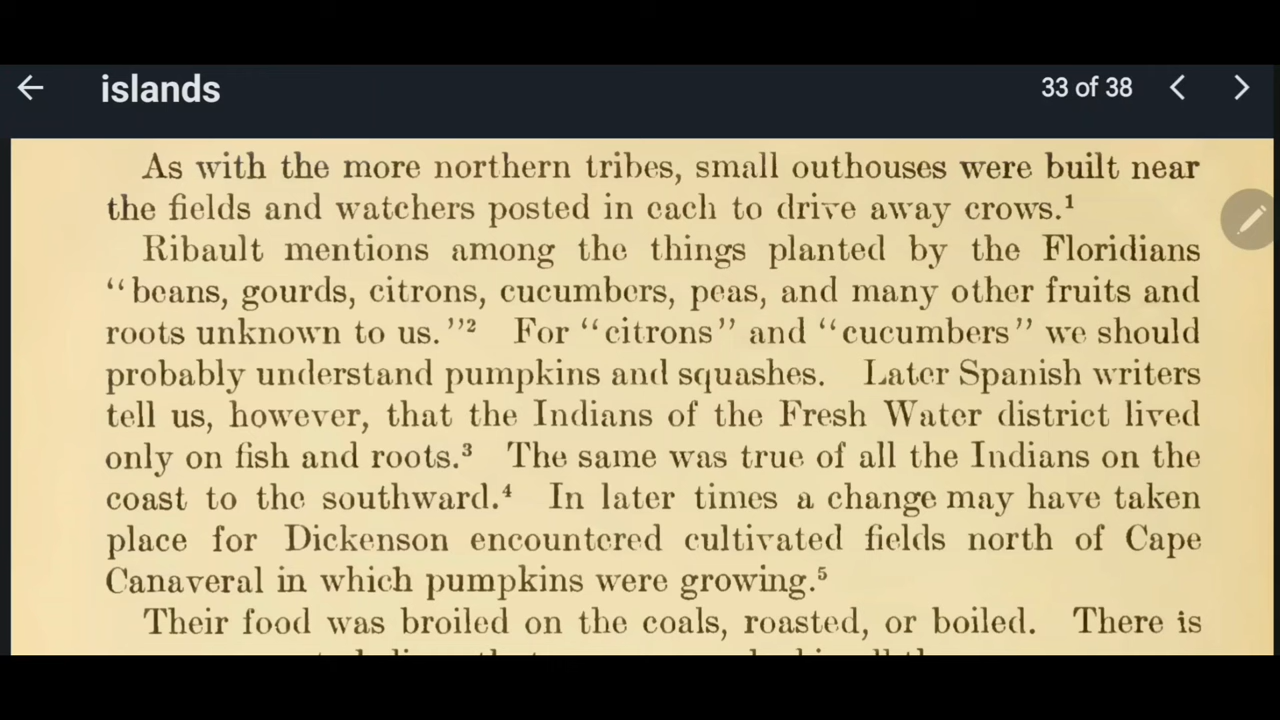 islands
33 of 38
As with the more northern tribes, small outhouses were built near
the fields and watchers posted in each to drive away crows.¹
Ribault mentions among the things planted by the Floridians
“beans, gourds, citrons, cucumbers, peas, and many other fruits and
roots unknown to us.”² For “citrons” and “cucumbers” we should
probably understand pumpkins and squashes. Later Spanish writers
tell us, however, that the Indians of the Fresh Water district lived
only on fish and roots.³ The same was true of all the Indians on the
coast to the southward.⁴ In later times a change may have taken
place for Dickenson encountered cultivated fields north of Cape
Canaveral in which pumpkins were growing.⁵
Their food was broiled on the coals, roasted, or boiled. There is